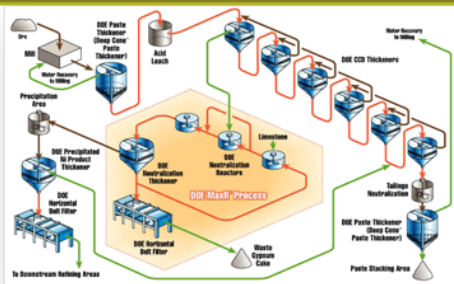 Ore
Mill
Water Recovery
to Milling
DOE Paste
Thickener
(Deep Cone™
Paste
Thickener)
Acid
Leach
DOE CCD Thickeners
Water Recovery
to Milling
Precipitation
Area
DOE Precipitated
Ni Product
Thickener
DOE
Horizontal
Belt Filter
To Downstream Refining Areas
DOE
Neutralization
Thickener
DOE
Neutralization
Reactors
Limestone
DOE MaxR™ Process
DOE Horizontal
Belt Filter
Waste
Gypsum
Cake
Tailings
Neutralization
DOE Paste Thickener
(Deep Cone™
Paste Thickener)
Paste Stacking Area